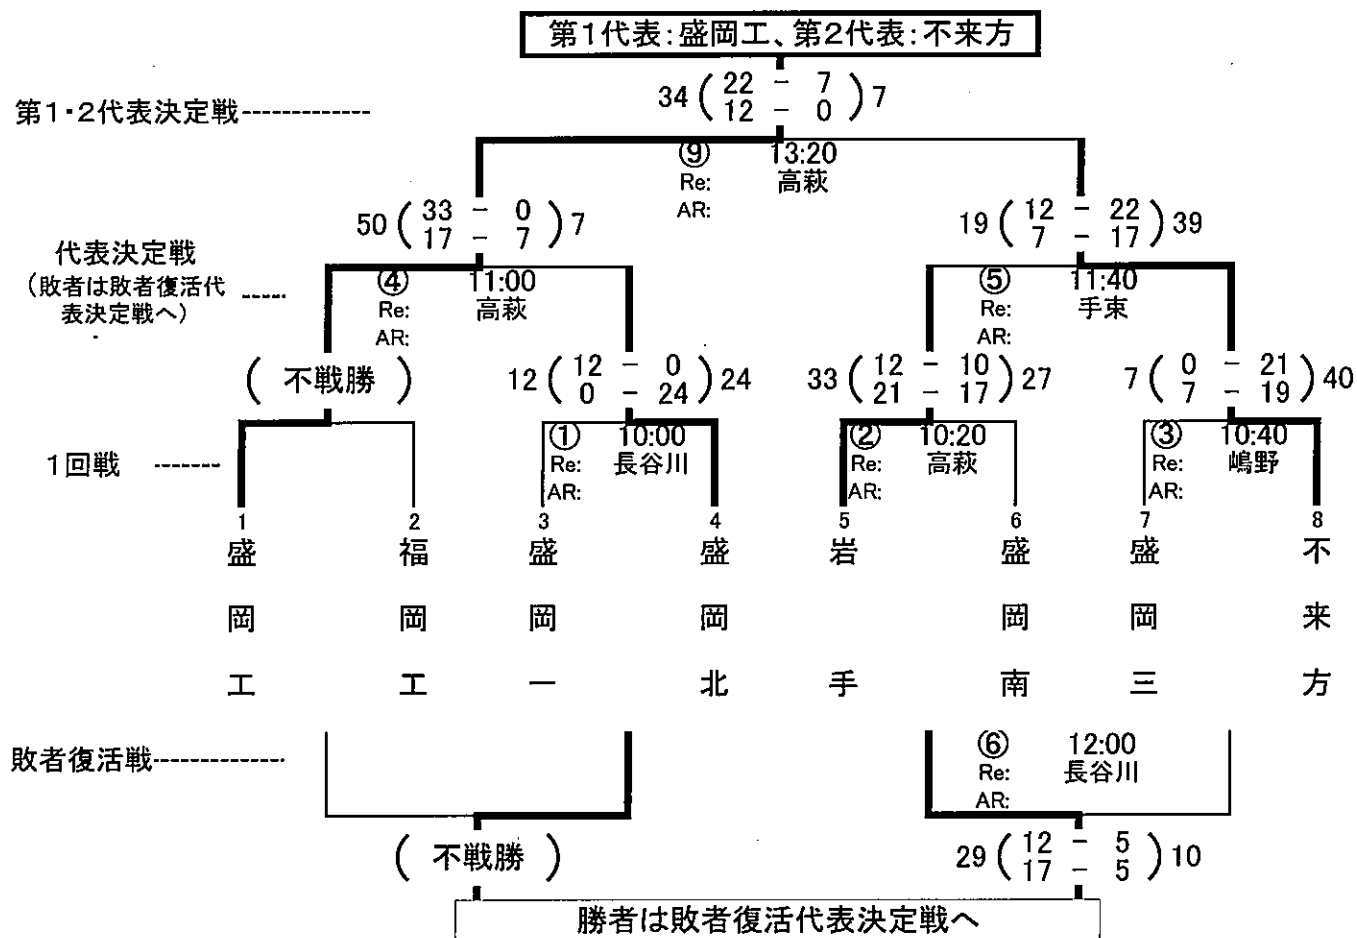 第1代表:盛岡工、第2代表:不来方
34 ( 22 - 7 ) 7
12 - 0
第1・2代表決定戦
⑨ 13:20
Re: 高萩
AR:
50 ( 33 - 0 ) 7
17 - 7
19 ( 12 - 22 ) 39
7 - 17
代表決定戦
(敗者は敗者復活代
表決定戦へ)
④ 11:00
Re: 高萩
AR:
⑤ 11:40
Re: 手束
AR:
( 不戦勝 )
12 ( 12 - 0 ) 24
0 - 24
33 ( 12 - 10 ) 27
21 - 17
7 ( 0 - 21 ) 40
7 - 19
1回戦
① 10:00
Re: 長谷川
AR:
② 10:20
Re: 高萩
AR:
③ 10:40
Re: 嶋野
AR:
1 2 3 4 5 6 7 8
盛岡工
福岡工
盛岡一
盛岡北
岩手
盛岡南
盛岡三
不来方
敗者復活戦
⑥ 12:00
Re: 長谷川
AR:
( 不戦勝 )
29 ( 12 - 5 ) 10
17 - 5
勝者は敗者復活代表決定戦へ